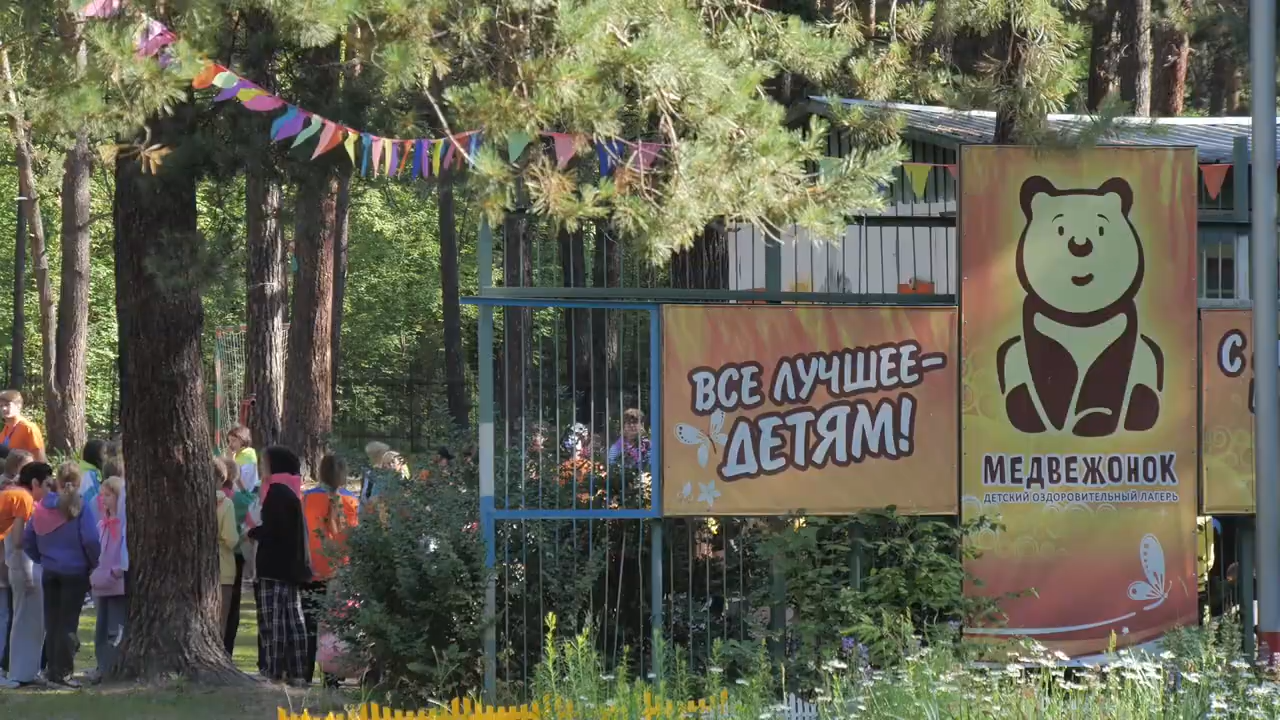 ВСЕ ЛУЧШЕЕ-
ДЕТЯМ!
МЕДВЕЖОНОК
ДЕТСКИЙ ОЗДОРОВИТЕЛЬНЫЙ ЛАГЕРЬ
С